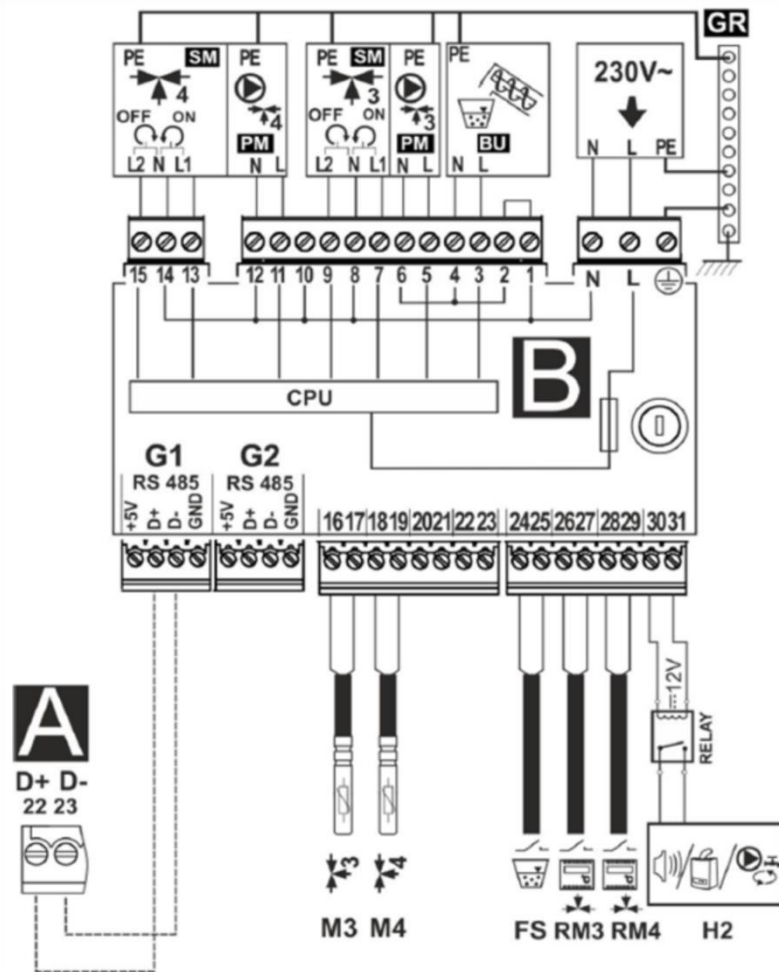 GR
PE SM PE PE SM PE PE
230V~
4 4 3 3
OFF ON OFF ON
PM PM BU
L2 N L1 N L L2 N L1 N L N L N L PE
15 14 13 12 11 10 9 8 7 6 5 4 3 2 1 N L
CPU
B
G1 G2
RS 485 RS 485
+5V D+ D- GND +5V D+ D- GND
16 17 18 19 20 21 22 23 24 25 26 27 28 29 30 31
12V
RELAY
A
D+ D-
22 23
3 4
M3 M4 FS RM3 RM4 H2